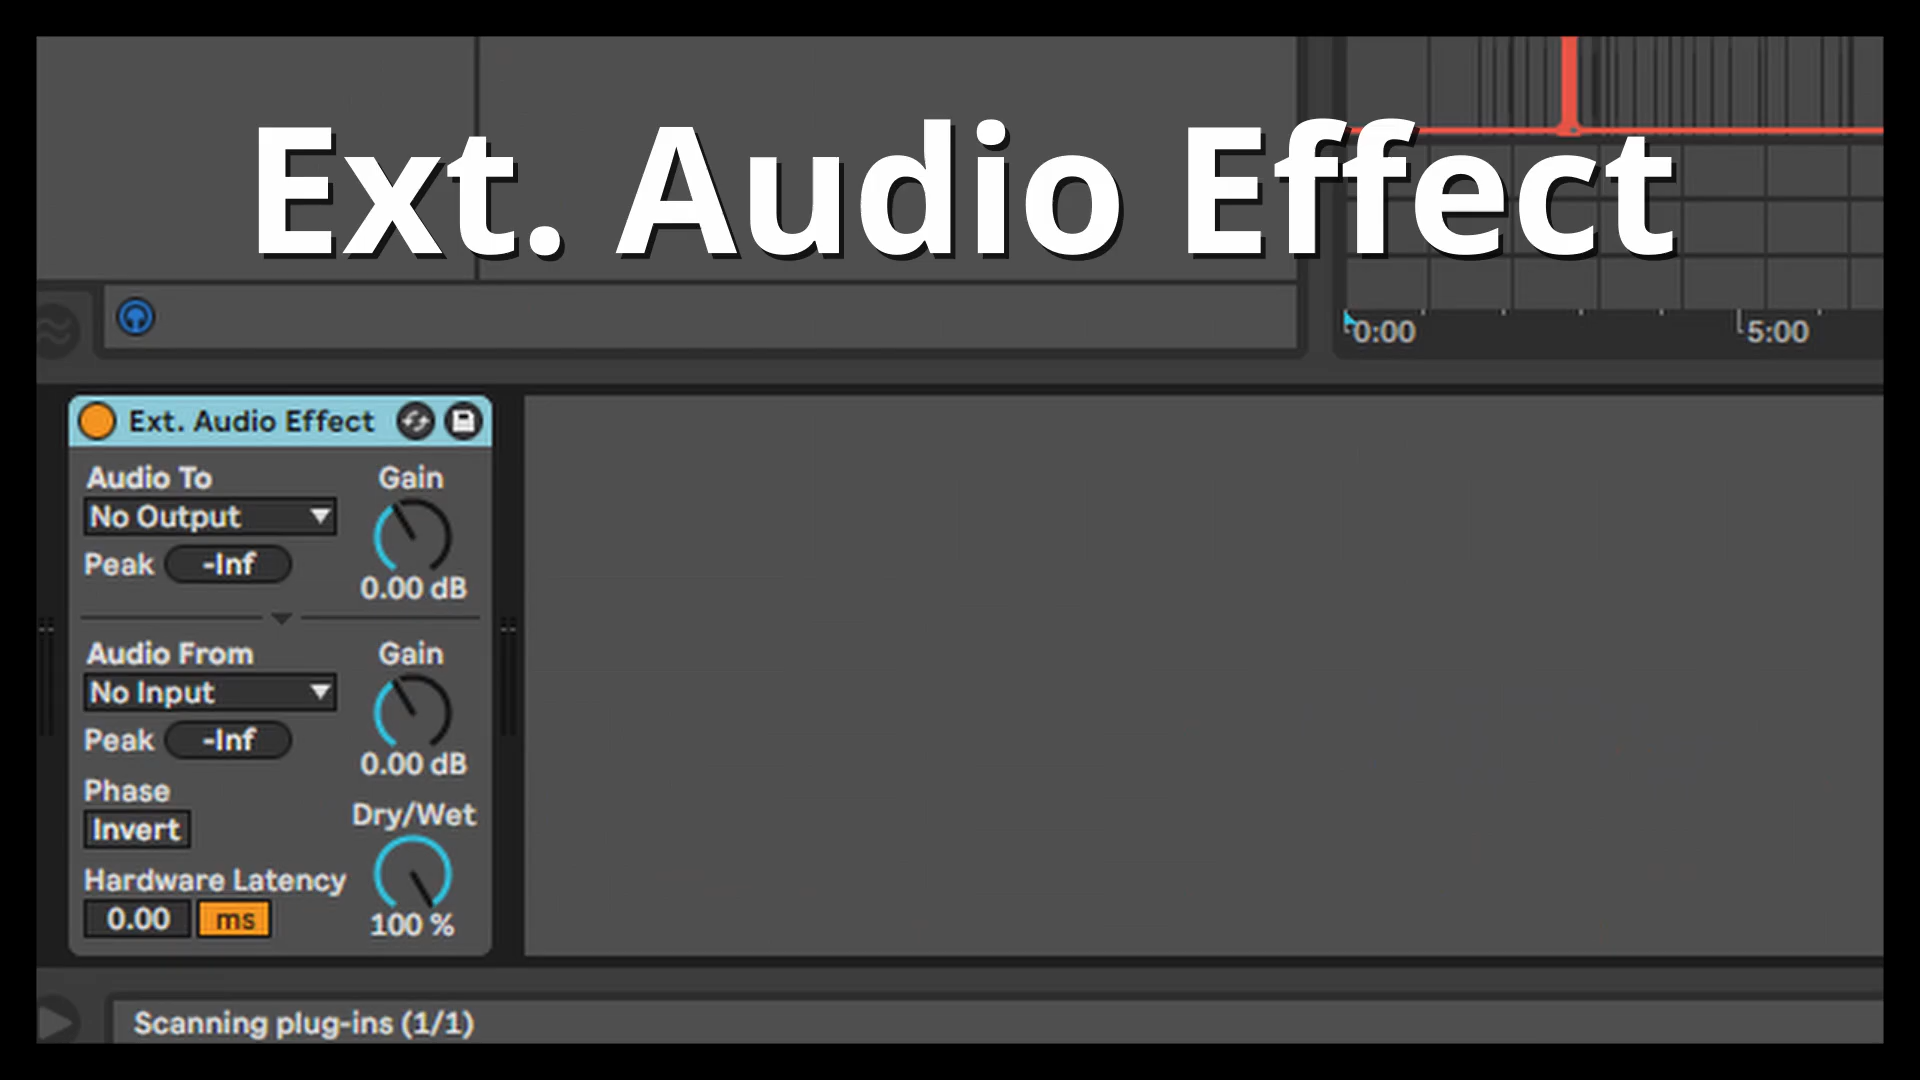 Ext. Audio Effect
0:00 5:00
Ext. Audio Effect
Audio To Gain
No Output
Peak -Inf
0.00 dB
Audio From Gain
No Input
Peak -Inf
0.00 dB
Phase
Dry/Wet
Invert
Hardware Latency
0.00 ms 100 %
Scanning plug-ins (1/1)